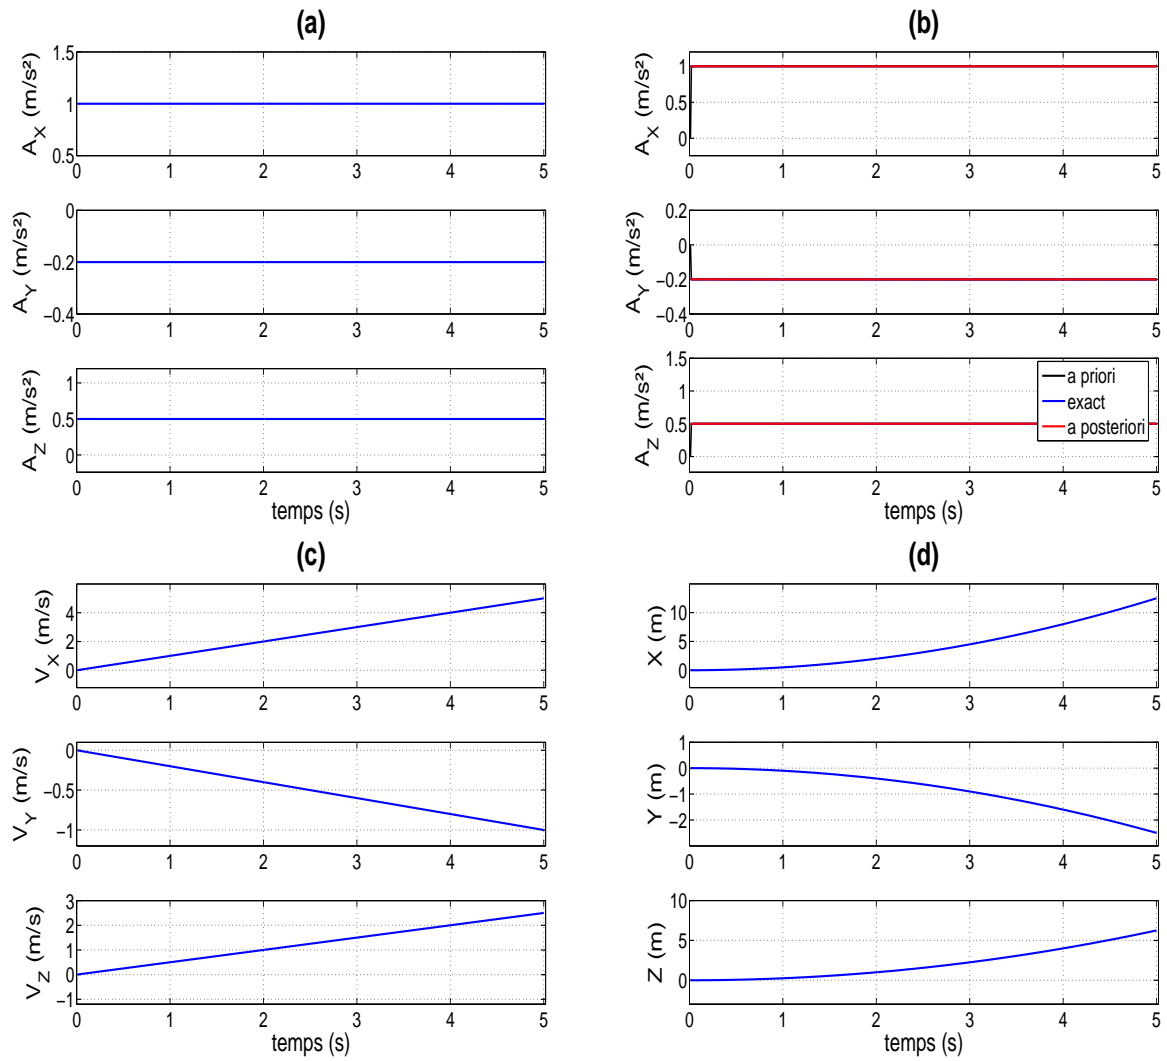 (a)
1.5
1
0.5
A_X (m/s²)
0 1 2 3 4 5
0
−0.2
−0.4
A_Y (m/s²)
0 1 2 3 4 5
1
0.5
0
A_Z (m/s²)
0 1 2 3 4 5
temps (s)
(b)
1
0.5
0
A_X (m/s²)
0 1 2 3 4 5
0.2
0
−0.2
−0.4
A_Y (m/s²)
0 1 2 3 4 5
1.5
1
0.5
0
A_Z (m/s²)
a priori
exact
a posteriori
0 1 2 3 4 5
temps (s)
(c)
4
2
0
V_X (m/s)
0 1 2 3 4 5
0
−0.5
−1
V_Y (m/s)
0 1 2 3 4 5
3
2
1
0
−1
V_Z (m/s)
0 1 2 3 4 5
temps (s)
(d)
10
5
0
X (m)
0 1 2 3 4 5
1
0
−1
−2
Y (m)
0 1 2 3 4 5
10
5
0
Z (m)
0 1 2 3 4 5
temps (s)